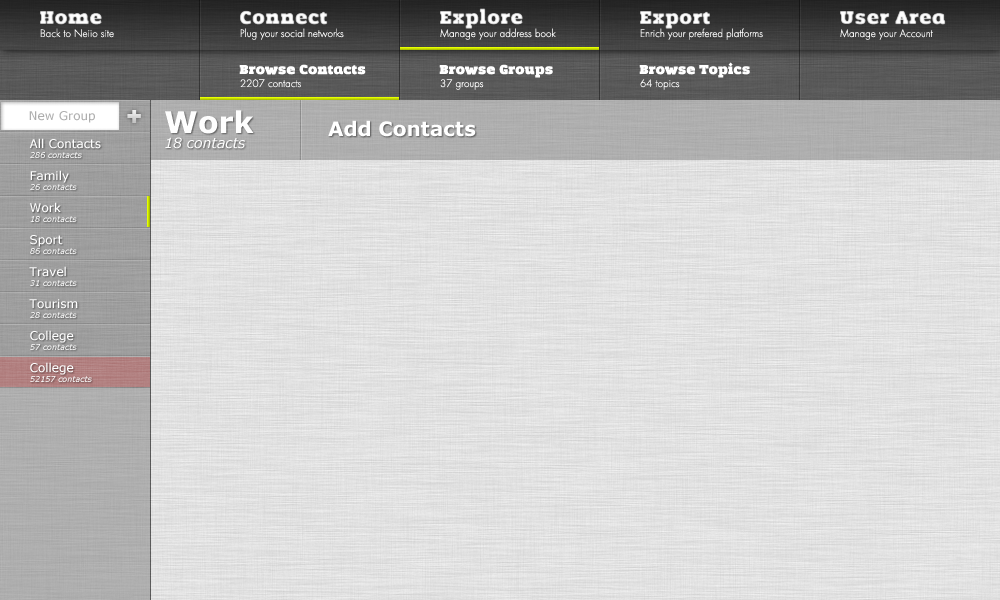 Home
Back to Neiio site
Connect
Plug your social networks
Explore
Manage your address book
Export
Enrich your prefered platforms
User Area
Manage your Account
Browse Contacts
2207 contacts
Browse Groups
37 groups
Browse Topics
64 topics
New Group
All Contacts
286 contacts
Family
26 contacts
Work
18 contacts
Sport
86 contacts
Travel
31 contacts
Tourism
28 contacts
College
57 contacts
College
52157 contacts
Work
18 contacts
Add Contacts